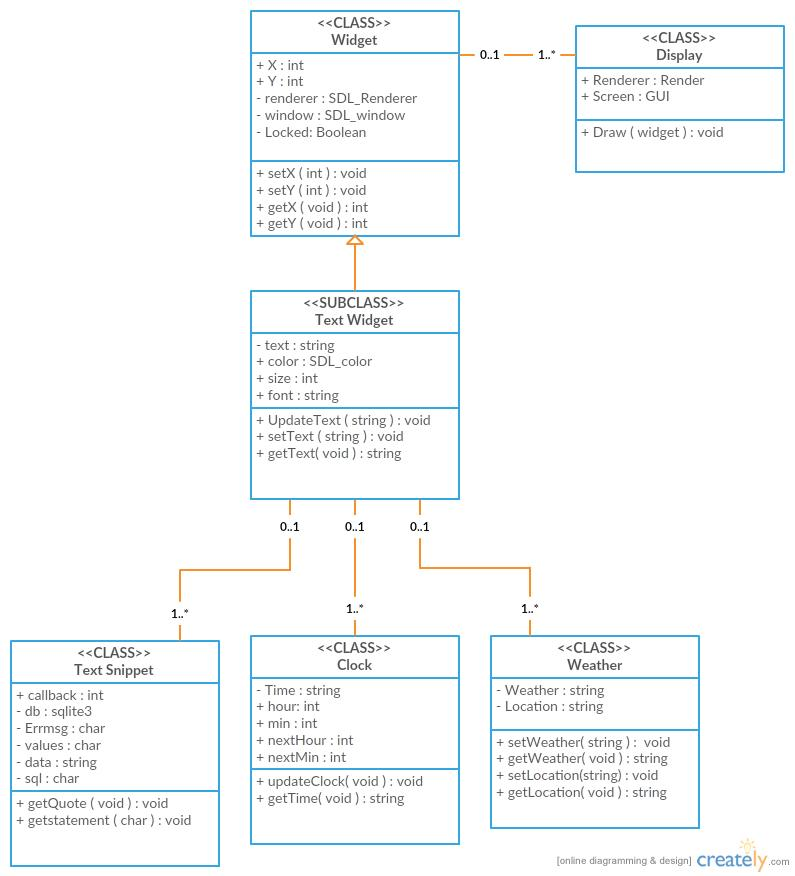 <<CLASS>>
Widget
+ X : int
+ Y : int
- renderer : SDL_Renderer
- window : SDL_window
- Locked: Boolean
+ setX ( int ) : void
+ setY ( int ) : void
+ getX ( void ) : int
+ getY ( void ) : int
0..1
1..*
<<CLASS>>
Display
+ Renderer : Render
+ Screen : GUI
+ Draw ( widget ) : void
<<SUBCLASS>>
Text Widget
- text : string
+ color : SDL_color
+ size : int
+ font : string
+ UpdateText ( string ) : void
+ setText ( string ) : void
+ getText( void ) : string
0..1
0..1
0..1
1..*
1..*
1..*
<<CLASS>>
Text Snippet
+ callback : int
- db : sqlite3
- Errmsg : char
- values : char
- data : string
- sql : char
+ getQuote ( void ) : void
+ getstatement ( char ) : void
<<CLASS>>
Clock
- Time : string
+ hour: int
+ min : int
+ nextHour : int
+ nextMin : int
+ updateClock( void ) : void
+ getTime( void ) : string
<<CLASS>>
Weather
- Weather : string
- Location : string
+ setWeather( string ) :  void
+ getWeather( void ) : string
+ setLocation(string) : void
+ getLocation( void ) : string
[online diagramming & design] creately.com